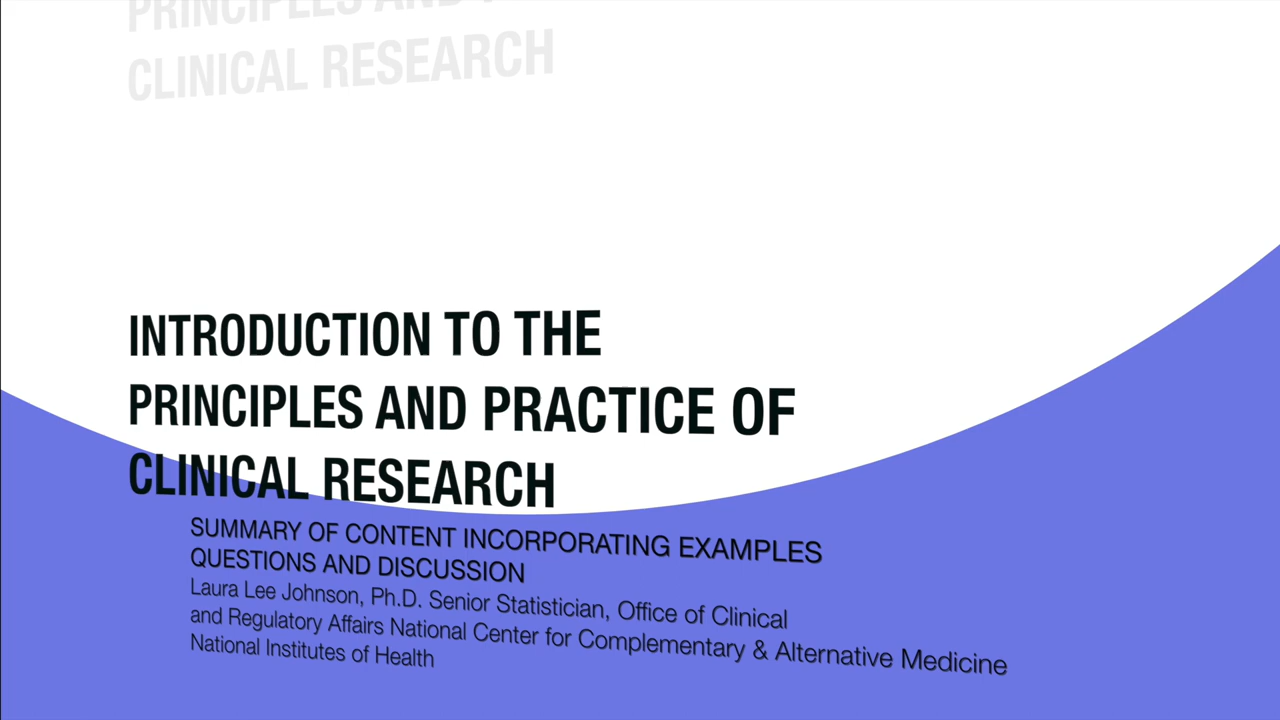 PRINCIPLES AND
CLINICAL RESEARCH
INTRODUCTION TO THE
PRINCIPLES AND PRACTICE OF
CLINICAL RESEARCH
SUMMARY OF CONTENT INCORPORATING EXAMPLES
QUESTIONS AND DISCUSSION
Laura Lee Johnson, Ph.D. Senior Statistician, Office of Clinical
and Regulatory Affairs National Center for Complementary & Alternative Medicine
National Institutes of Health